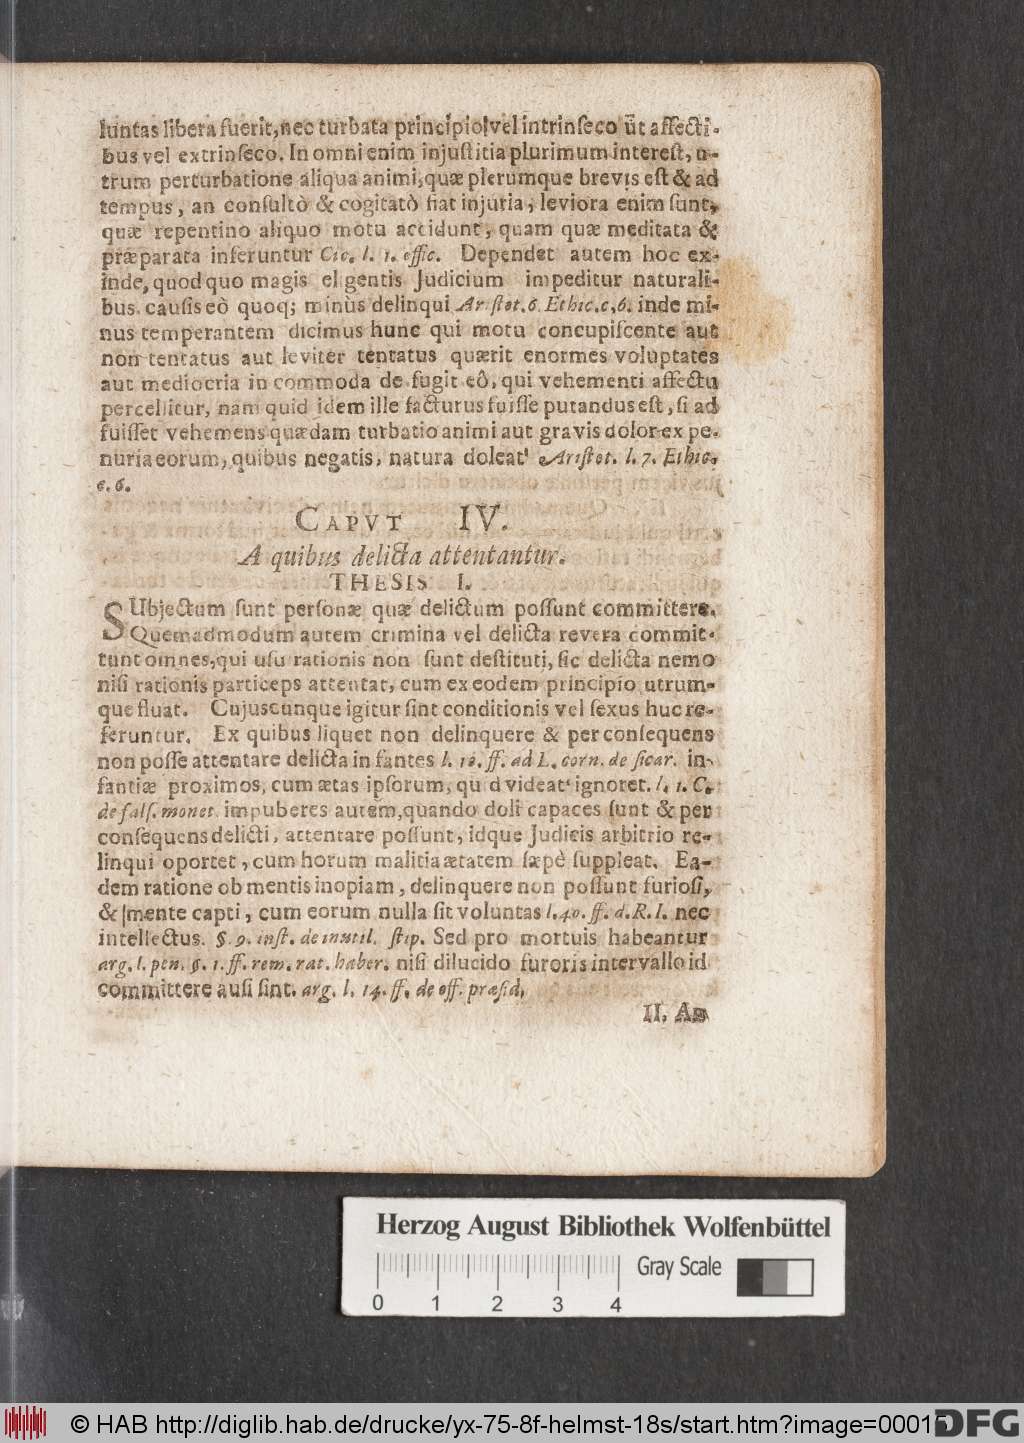 luntas libera fuerit, nec turbata principio vel intrinſeco ut affecti-
bus vel extrinſeco. In omni enim injuſtitia plurimum intereſt, u-
trum perturbatione aliqua animi, quæ plerumque brevis eſt & ad
tempus, an conſultò & cogitatò fiat injuria, leviora enim ſunt,
quæ repentino aliquo motu accidunt, quam quæ meditata &
præparata inferuntur Cic. l. 1. offic. Dependet autem hoc ex-
inde, quod quo magis eligentis Judicium impeditur naturali-
bus cauſis eò quoq; minùs delinqui Ariſtot. 6. Ethic. c. 6. inde mi-
nus temperantem dicimus hunc qui motu concupiſcente aut
non tentatus aut leviter tentatus quærit enormes voluptates
aut mediocria in commoda de fugit eô, qui vehementi affectu
percellitur, nam quid idem ille facturus fuiſſe putandus eſt, ſi ad
fuiſſet vehemens quædam turbatio animi aut gravis dolor ex pe-
nuria eorum, quibus negatis, natura doleat' Ariſtot. l. 7. Ethic.
c. 6.
CAPVT IV.
A quibus delicta attentantur.
THESIS I.
SUbjectum ſunt perſonæ quæ delictum poſſunt committere.
Quemadmodum autem crimina vel delicta revera commit-
tunt omnes, qui uſu rationis non ſunt deſtituti, ſic delicta nemo
niſi rationis particeps attentat, cum ex eodem principio utrum-
que fluat. Cujuscunque igitur ſint conditionis vel ſexus huc re-
feruntur. Ex quibus liquet non delinquere & per conſequens
non poſſe attentare delicta infantes l. 12. ff. ad L. corn. de ſicar. in-
fantiæ proximos, cum ætas ipſorum, quid videat' ignoret. l. 1. C.
de falſ. monet. impuberes autem, quando doli capaces ſunt & per
conſequens delicti, attentare poſſunt, idque Judicis arbitrio re-
linqui oportet, cum horum malitia ætatem ſæpè ſuppleat. Ea-
dem ratione ob mentis inopiam, delinquere non poſſunt furioſi,
& mente capti, cum eorum nulla ſit voluntas l. 40. ff. d. R. I. nec
intellectus. §. 9. inſt. de inutil. ſtip. Sed pro mortuis habeantur
arg. l. pen. §. 1. ff. rem. rat. haber. niſi dilucido furoris intervallo id
committere auſi ſint. arg. l. 14. ff. de off. præſid.
II. An
Herzog August Bibliothek Wolfenbüttel
Gray Scale
0 1 2 3 4
© HAB http://diglib.hab.de/drucke/yx-75-8f-helmst-18s/start.htm?image=00015
DFG